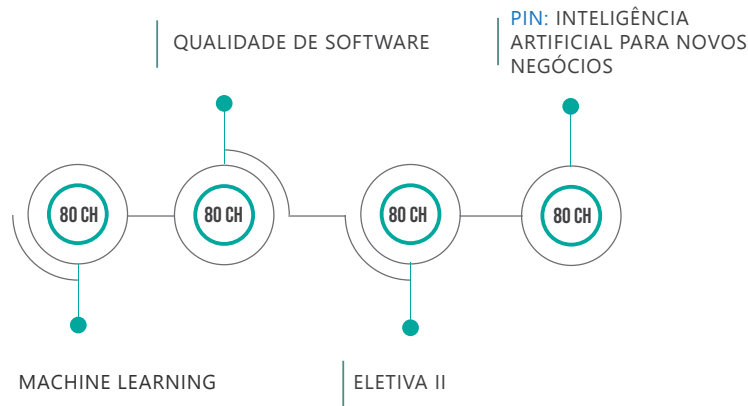 QUALIDADE DE SOFTWARE
PIN: INTELIGÊNCIA
ARTIFICIAL PARA NOVOS
NEGÓCIOS
80 CH
80 CH
80 CH
80 CH
MACHINE LEARNING
ELETIVA II